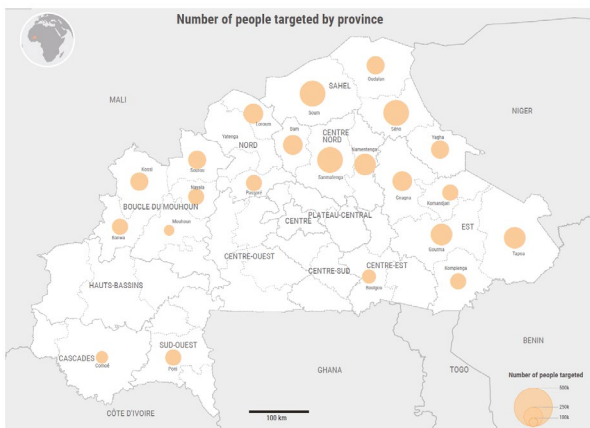 Number of people targeted by province
MALI
NIGER
SAHEL
Oudalan
Soum
Seno
Loroum
Yatenga
NORD
Bam
CENTRE
NORD
Namentenga
Sanmatenga
Yagha
Sourou
Kossi
Nayala
Passoré
Gnagna
Komandjari
BOUCLE DU MOUHOUN
Mouhoun
Banwa
CENTRE
PLATEAU-CENTRAL
EST
Gourma
Tapoa
CENTRE-OUEST
CENTRE-SUD
CENTRE-EST
Koulpelogo
Kompienga
HAUTS-BASSINS
BENIN
SUD-OUEST
CASCADES
Comoé
Poni
GHANA
TOGO
Number of people targeted
500k
250k
100k
CÔTE D'IVOIRE
100 km